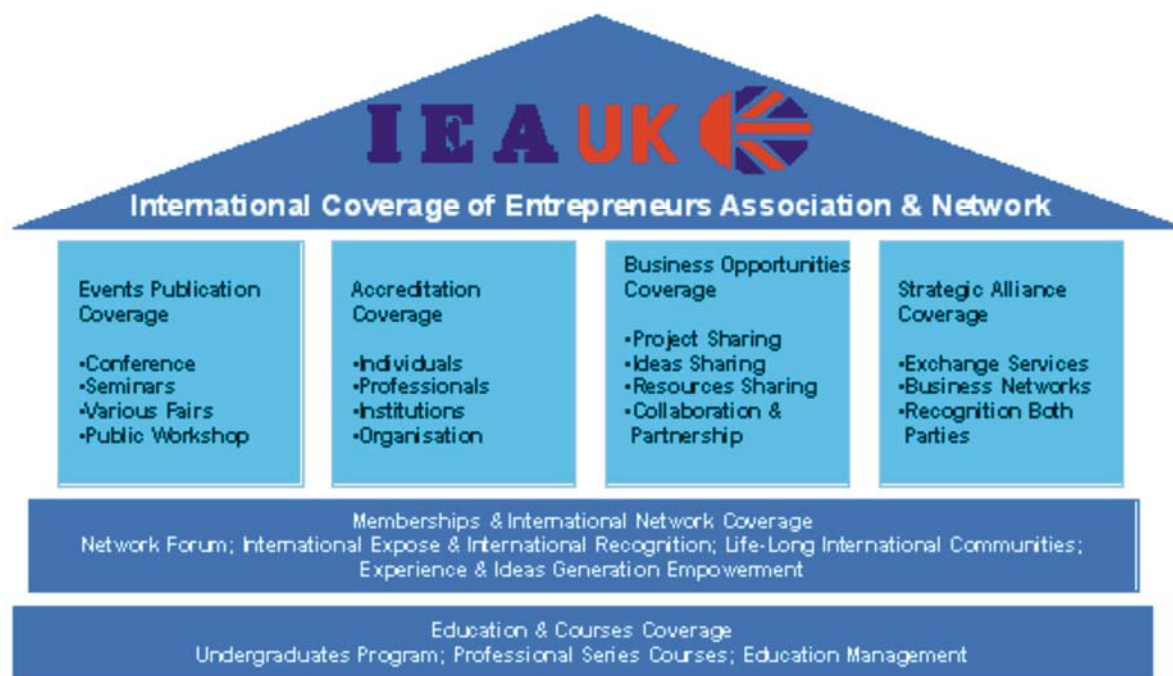 IEA UK
International Coverage of Entrepreneurs Association & Network
Events Publication
Coverage
•Conference
•Seminars
•Various Fairs
•Public Workshop
Accreditation
Coverage
•Individuals
•Professionals
•Institutions
•Organisation
Business Opportunities
Coverage
•Project Sharing
•Ideas Sharing
•Resources Sharing
•Collaboration &
Partnership
Strategic Alliance
Coverage
•Exchange Services
•Business Networks
•Recognition Both
Parties
Memberships & International Network Coverage
Network Forum; International Expose & International Recognition; Life-Long International Communities;
Experience & Ideas Generation Empowerment
Education & Courses Coverage
Undergraduates Program; Professional Series Courses; Education Management